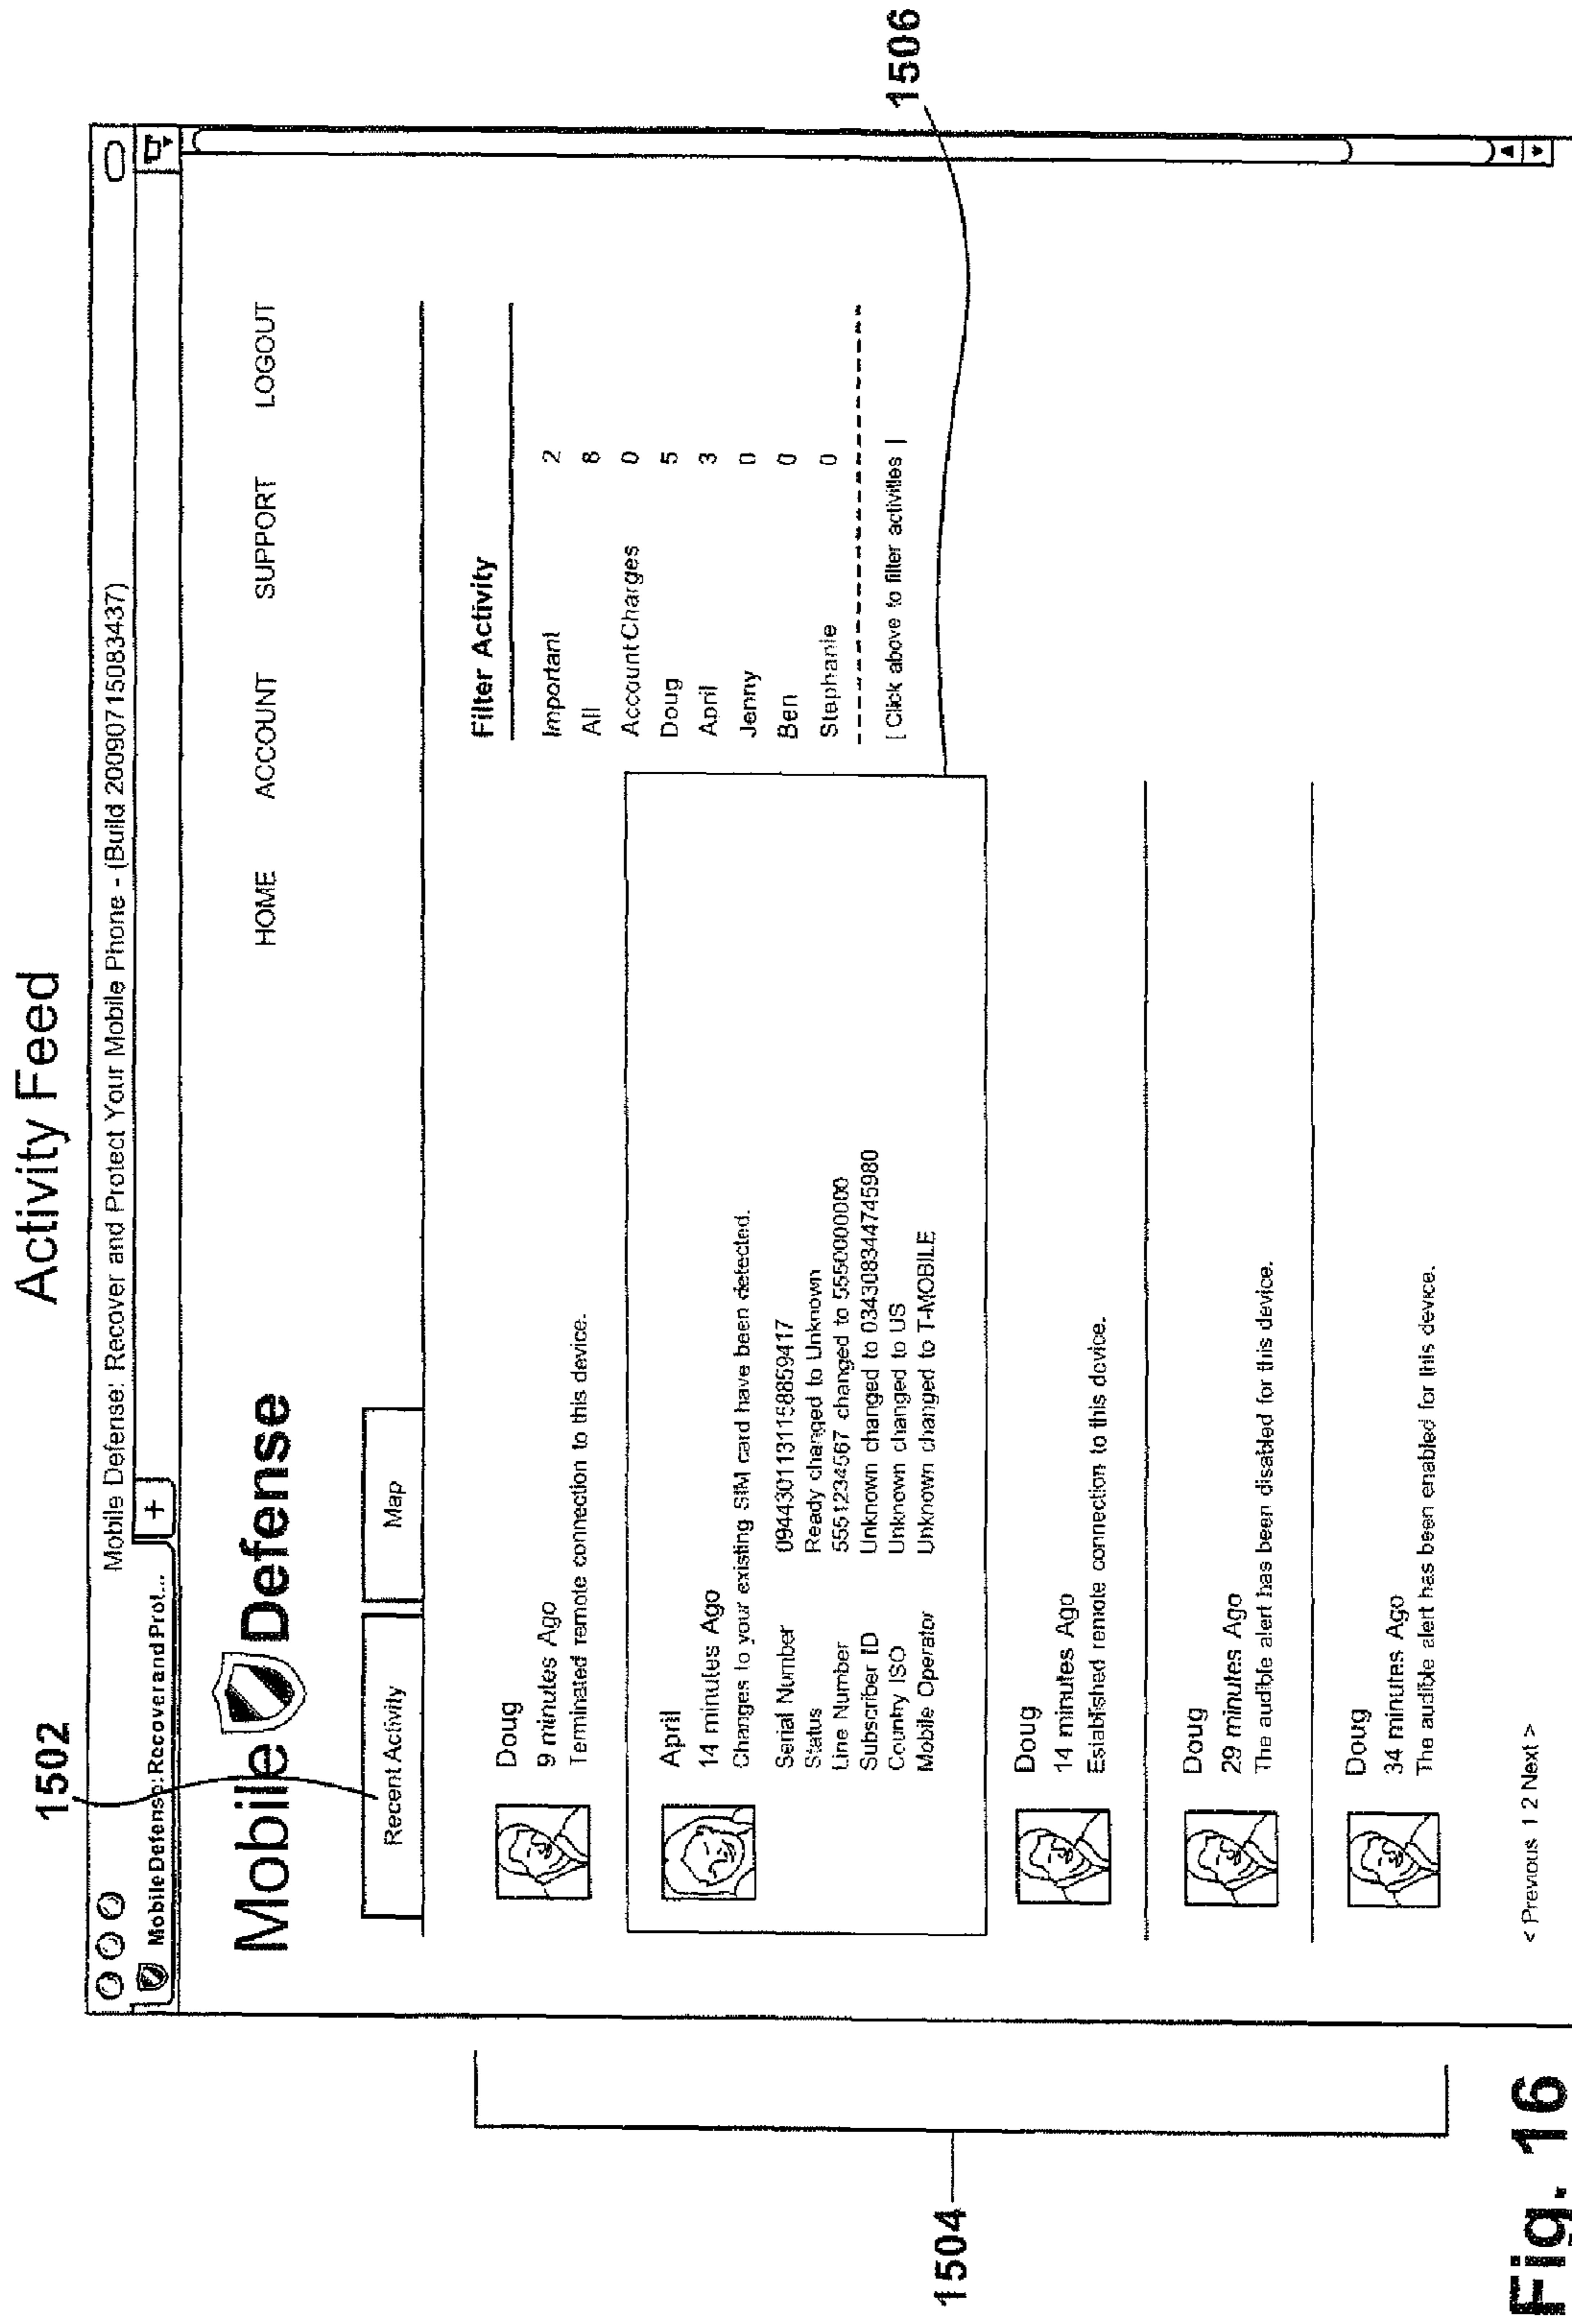 Activity Feed
1502
1506
Mobile Defense: Recover and Protect Your Mobile Phone - (Build 20090715083437)
Mobile Defense: Recover and Prot... +
Mobile Defense
HOME ACCOUNT SUPPORT LOGOUT
Recent Activity Map
Doug
9 minutes Ago
Terminated remote connection to this device.
April
14 minutes Ago
Changes to your existing SIM card have been detected.
Serial Number 0944301131158859417
Status Ready changed to Unknown
Line Number 5551234567 changed to 5550000000
Subscriber ID Unknown changed to 034308344745980
Country ISO Unknown changed to US
Mobile Operator Unknown changed to T-MOBILE
Doug
14 minutes Ago
Established remote connection to this device.
Doug
29 minutes Ago
The audible alert has been disabled for this device.
Doug
34 minutes Ago
The audible alert has been enabled for this device.
< Previous 1 2 Next >
Filter Activity
Important 2
All 8
Account Charges 0
Doug 5
April 3
Jenny 0
Ben 0
Stephanie 0
[ Click above to filter activities ]
1504
Fig. 16